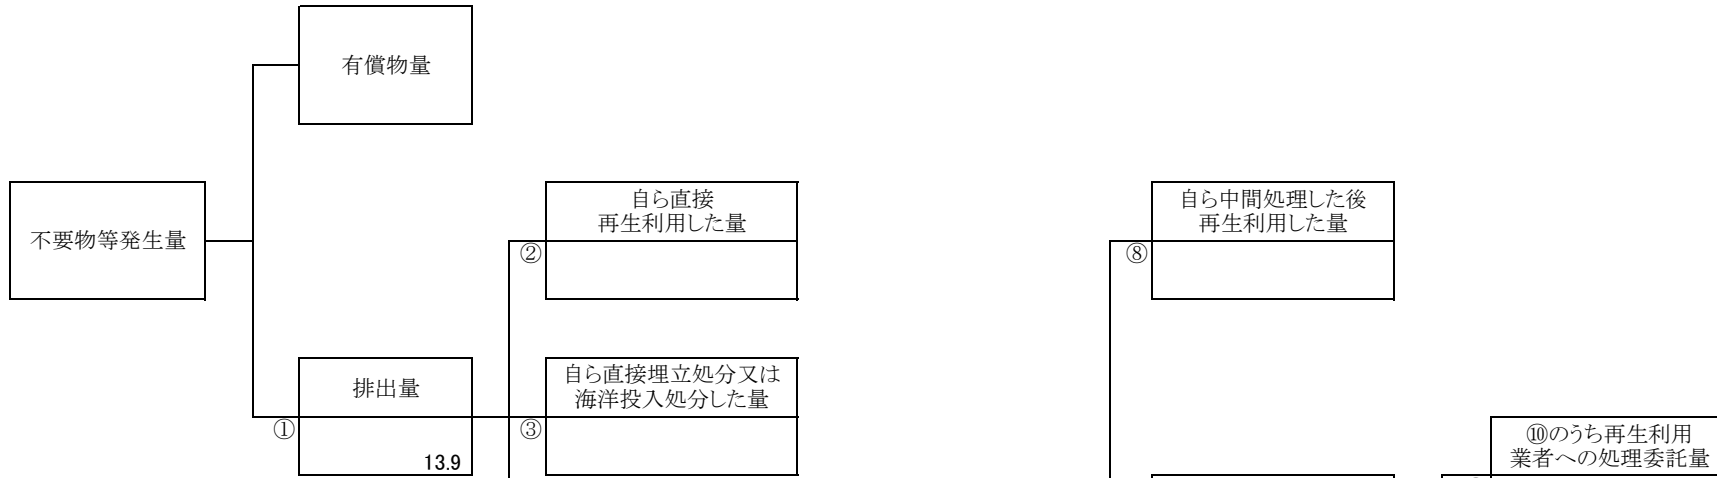 有償物量
不要物等発生量
自ら直接
再生利用した量
②
自ら中間処理した後
再生利用した量
⑧
排出量
①
13.9
自ら直接埋立処分又は
海洋投入処分した量
③
⑩のうち再生利用
業者への処理委託量